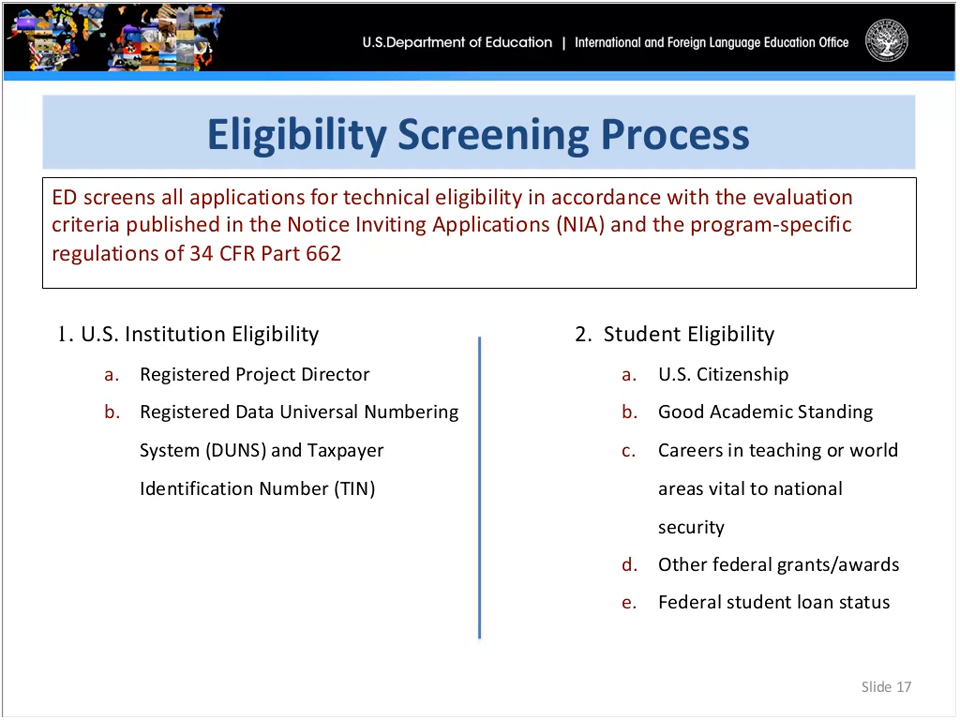 U.S.Department of Education | International and Foreign Language Education Office
Eligibility Screening Process
ED screens all applications for technical eligibility in accordance with the evaluation
criteria published in the Notice Inviting Applications (NIA) and the program-specific
regulations of 34 CFR Part 662
1. U.S. Institution Eligibility
a. Registered Project Director
b. Registered Data Universal Numbering
System (DUNS) and Taxpayer
Identification Number (TIN)
2. Student Eligibility
a. U.S. Citizenship
b. Good Academic Standing
c. Careers in teaching or world
areas vital to national
security
d. Other federal grants/awards
e. Federal student loan status
Slide 17